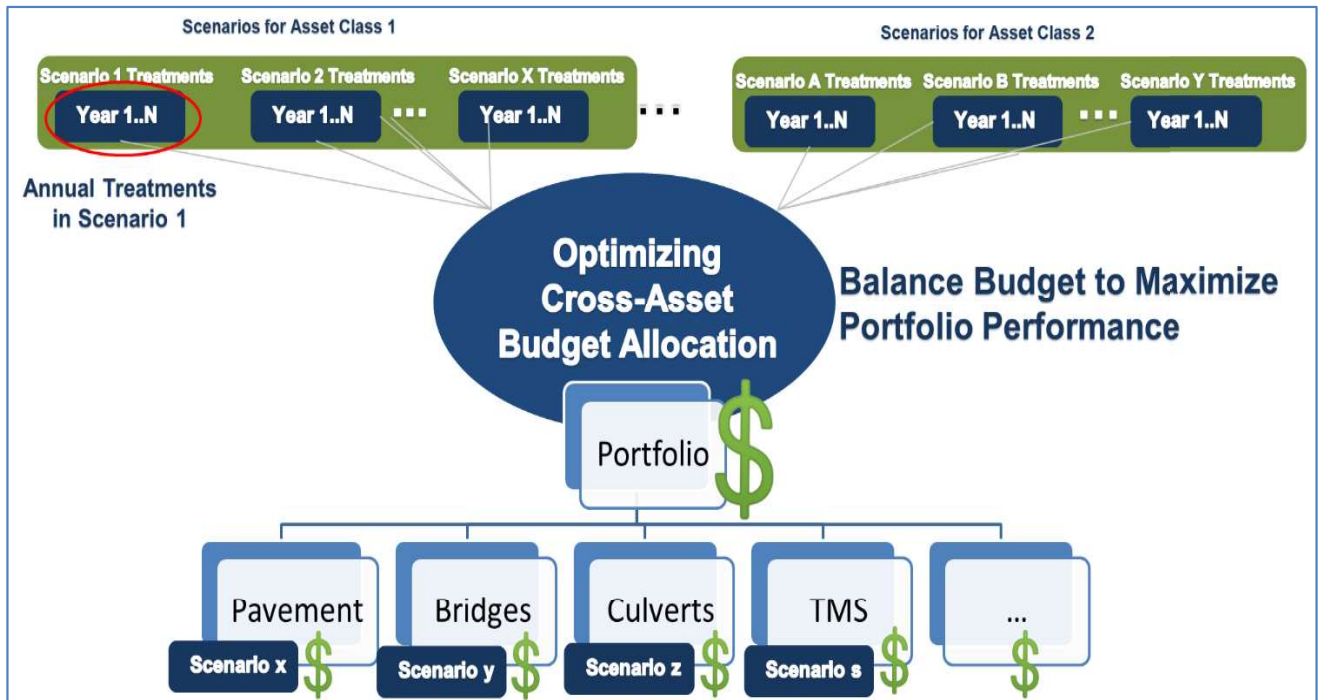 Scenarios for Asset Class 1
Scenarios for Asset Class 2
Scenario 1 Treatments
Scenario 2 Treatments
Scenario X Treatments
Scenario A Treatments
Scenario B Treatments
Scenario Y Treatments
Year 1..N
Year 1..N
...
Year 1..N
...
Year 1..N
Year 1..N
...
Year 1..N
Annual Treatments
in Scenario 1
Optimizing
Cross-Asset
Budget Allocation
Balance Budget to Maximize
Portfolio Performance
Portfolio
$
Pavement
Bridges
Culverts
TMS
...
Scenario x
$
Scenario y
$
Scenario z
$
Scenario s
$
$